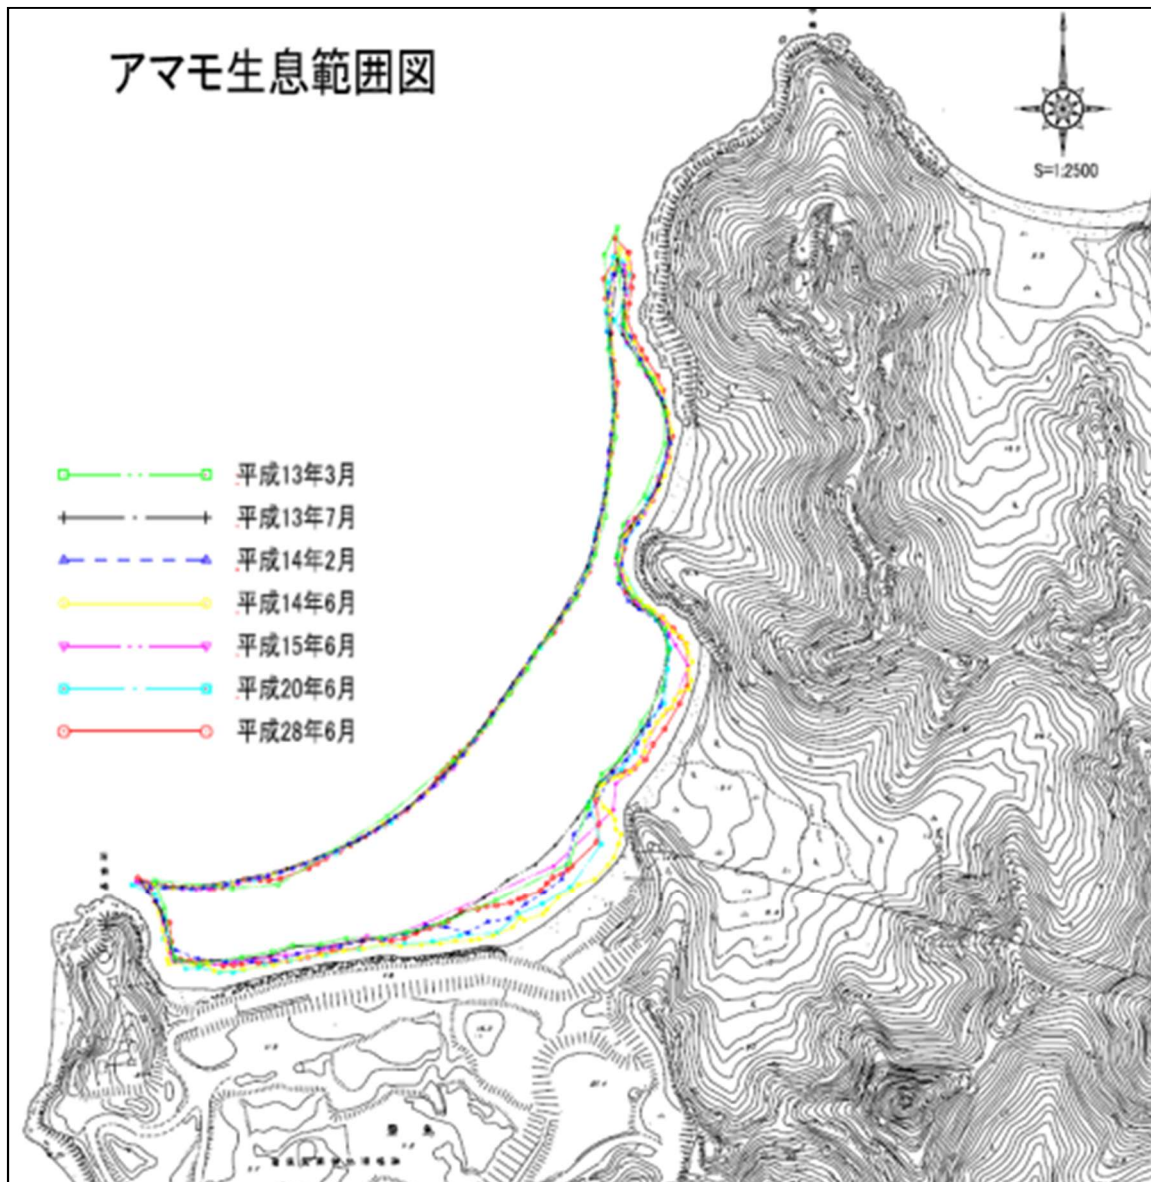 アマモ生息範囲図
S=1:2500
平成13年3月
平成13年7月
平成14年2月
平成14年6月
平成15年6月
平成20年6月
平成28年6月